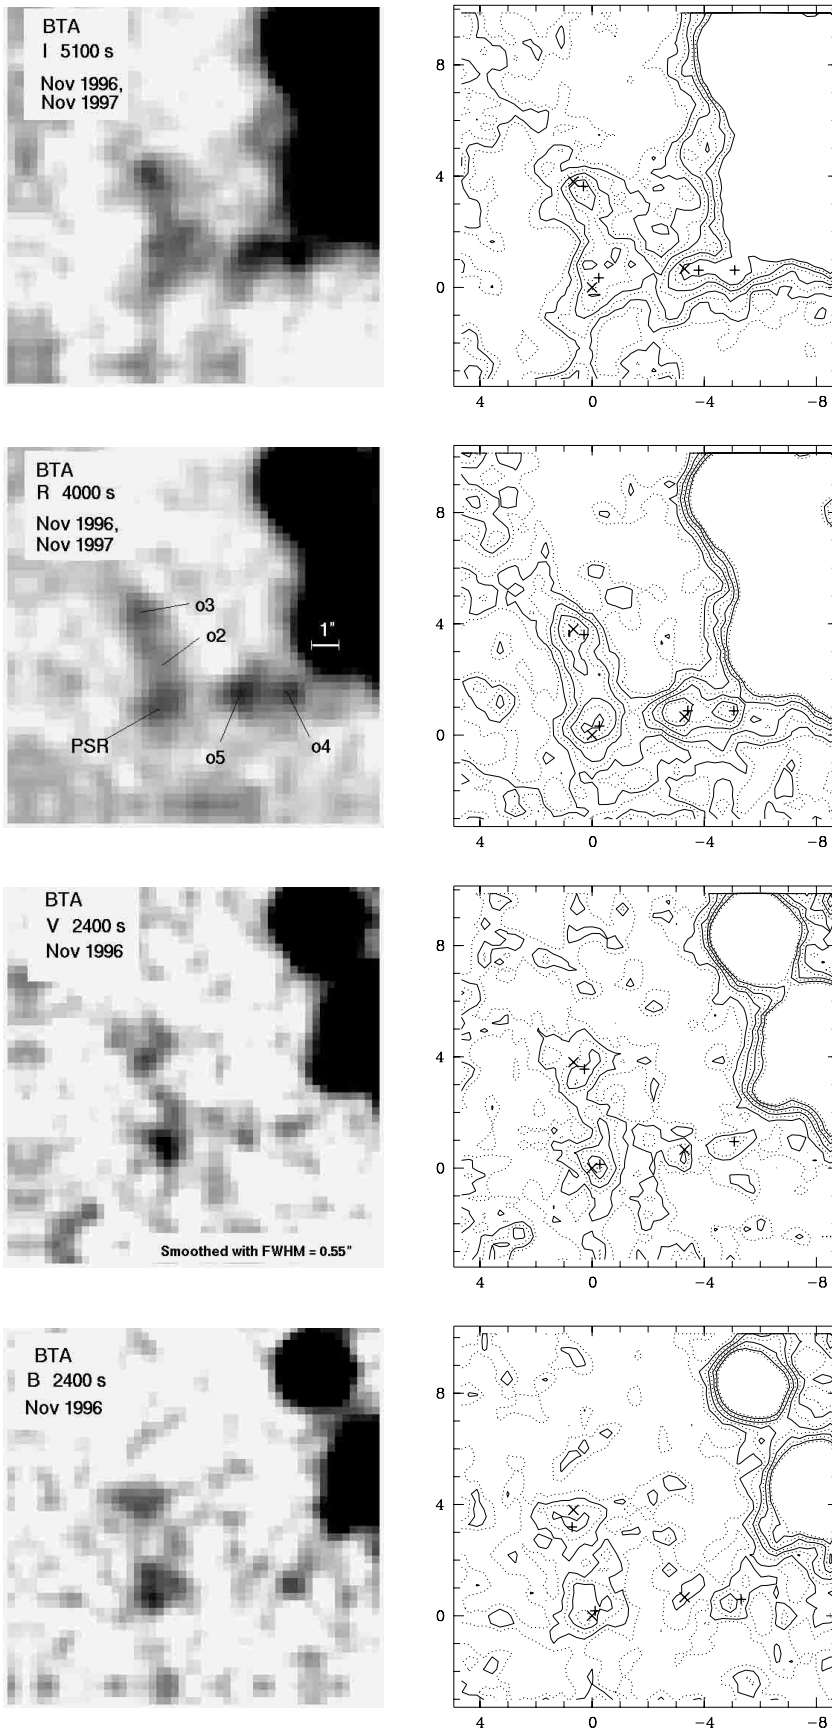 BTA
I 5100 s
Nov 1996,
Nov 1997
8
4
0
4 0 −4 −8
BTA
R 4000 s
Nov 1996,
Nov 1997
o3
o2
1"
PSR
o5
o4
8
4
0
4 0 −4 −8
BTA
V 2400 s
Nov 1996
Smoothed with FWHM = 0.55"
8
4
0
4 0 −4 −8
BTA
B 2400 s
Nov 1996
8
4
0
4 0 −4 −8